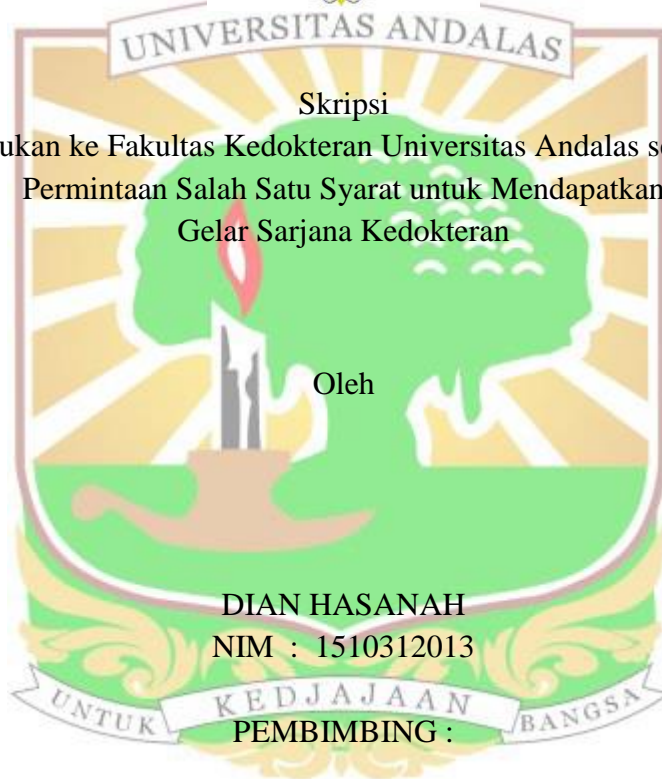 UNIVERSITAS ANDALAS
Skripsi
ukan ke Fakultas Kedokteran Universitas Andalas se
Permintaan Salah Satu Syarat untuk Mendapatkan
Gelar Sarjana Kedokteran
Oleh
DIAN HASANAH
NIM : 1510312013
UNTUK KEDJAJAAN BANGSA
PEMBIMBING :